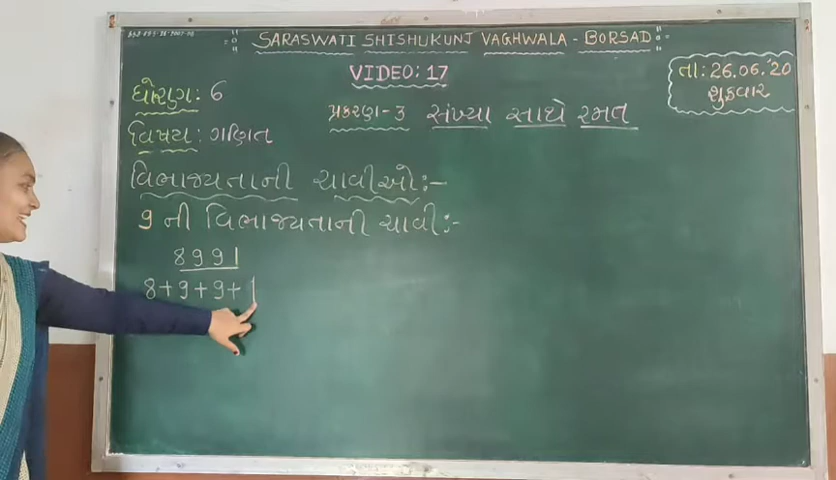 SARASWATI SHISHUKUNJ VAGHWALA - BORSAD
VIDEO: 17
તા: 26.06.'20
શુક્રવાર
ધોરણ: 6
પ્રકરણ-૩ સંખ્યા સાથે રમત
વિષય: ગણિત
વિભાજ્યતાની ચાવીઓ:-
9 ની વિભાજ્યતાની ચાવી:-
8991
8+9+9+1